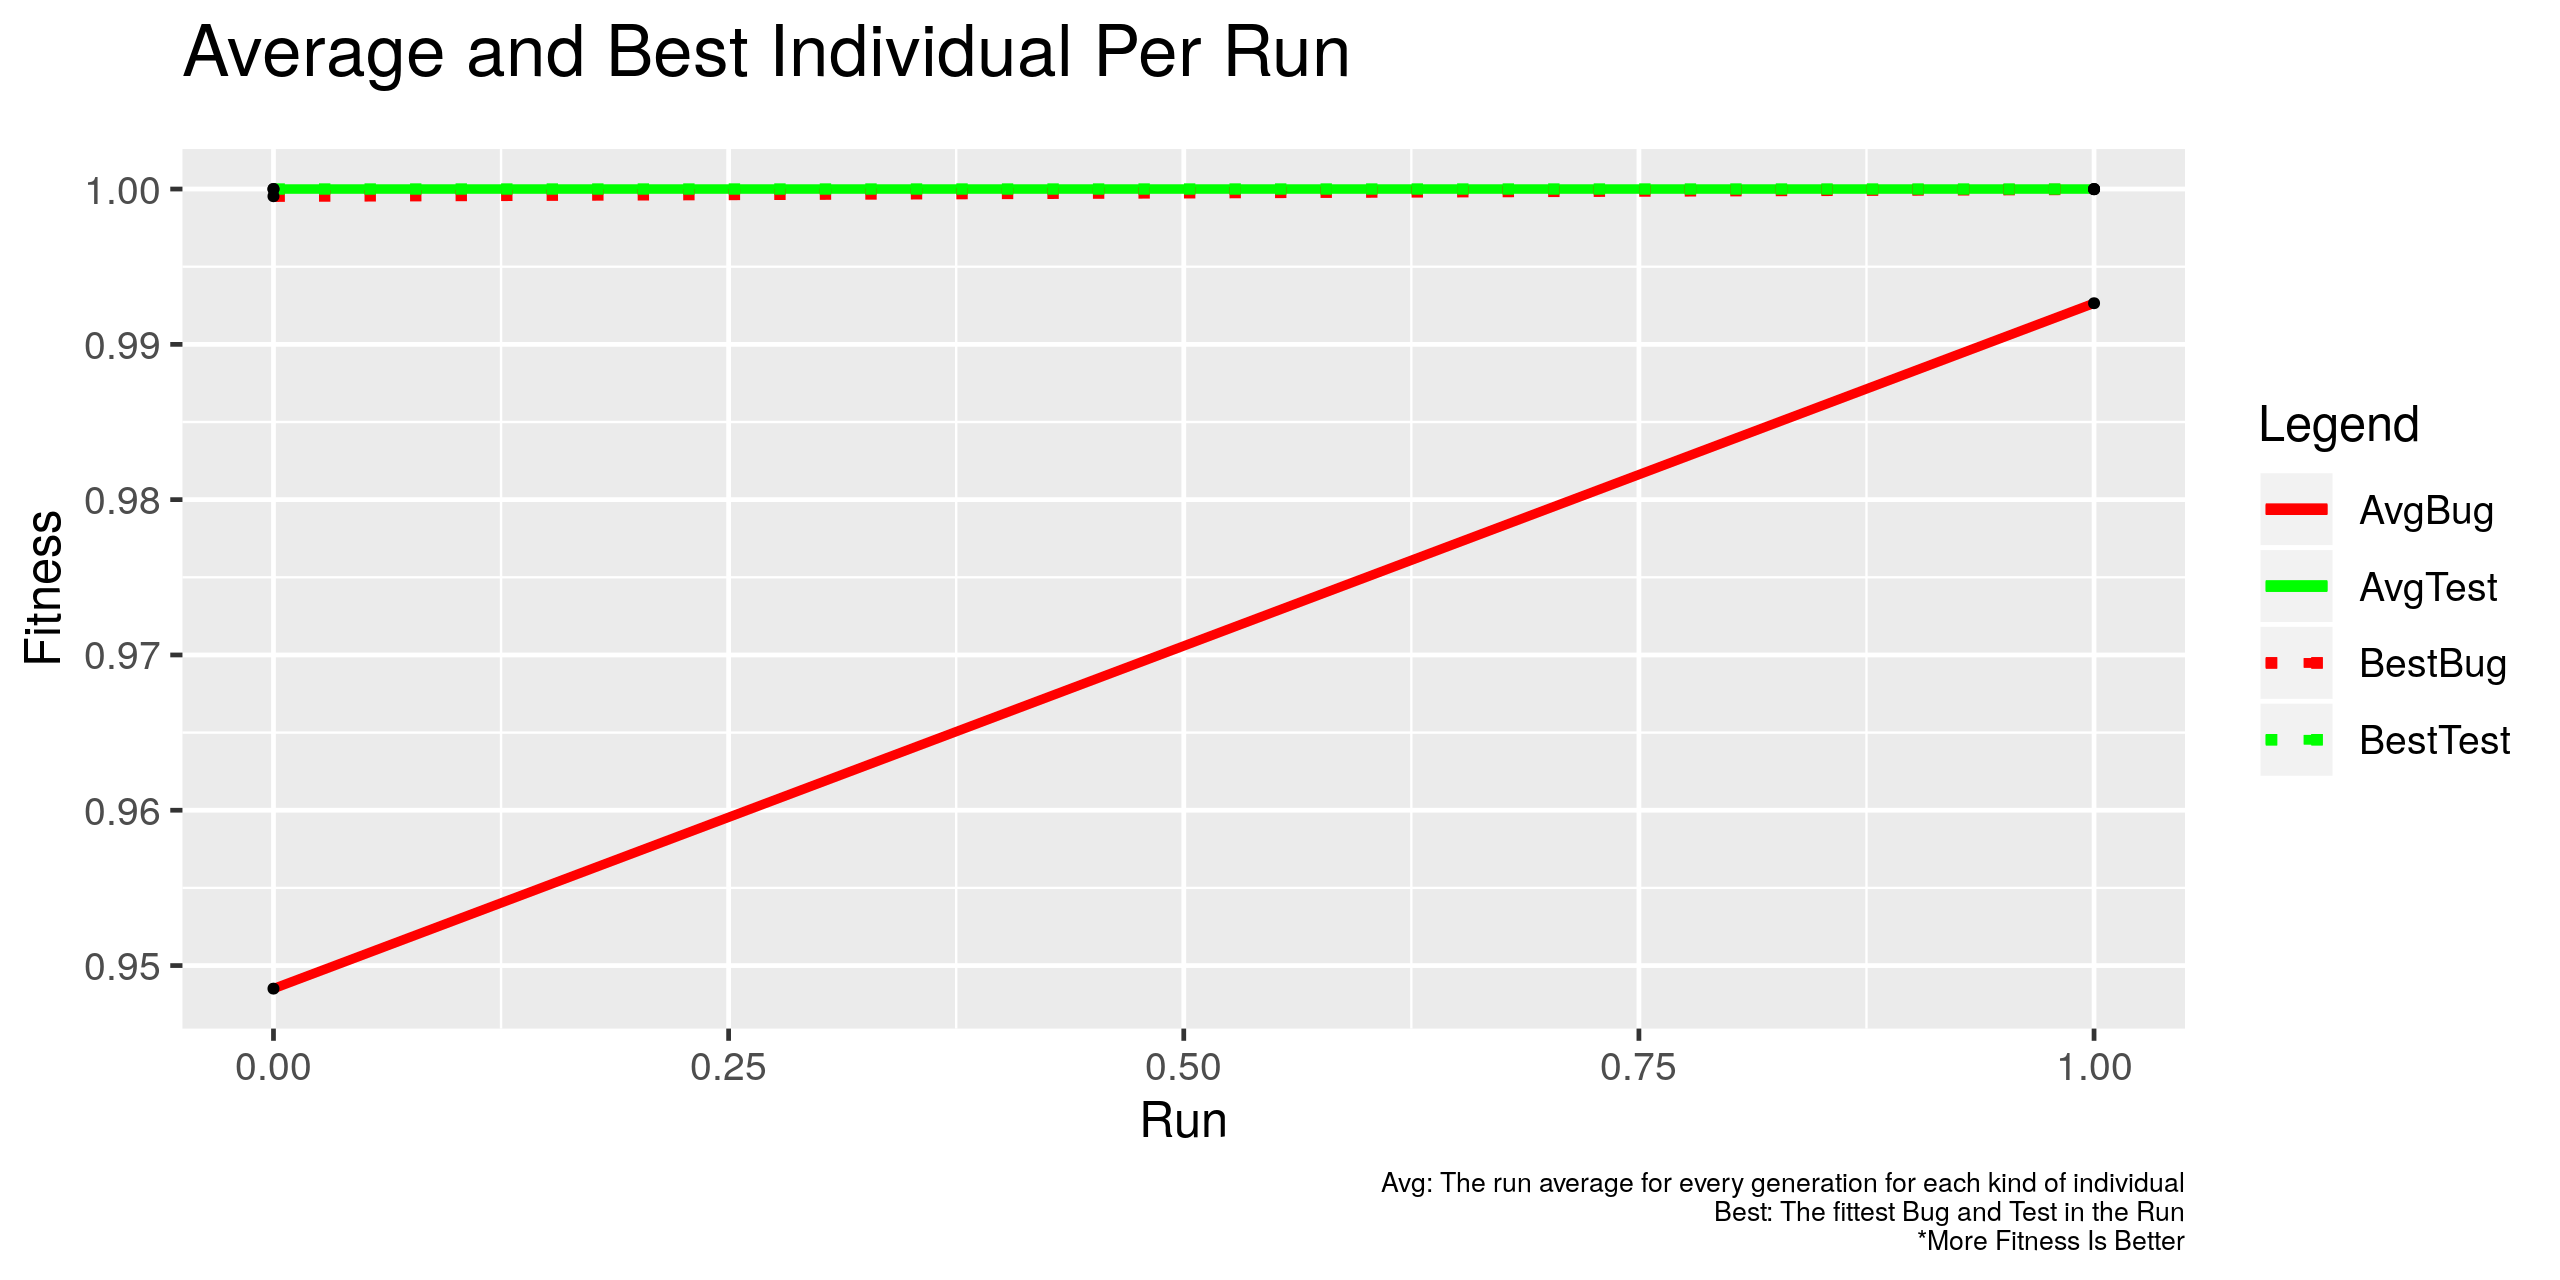 Average and Best Individual Per Run
1.00
0.99
0.98
0.97
0.96
0.95
Fitness
0.00 0.25 0.50 0.75 1.00
Run
Legend
AvgBug
AvgTest
BestBug
BestTest
Avg: The run average for every generation for each kind of individual
Best: The fittest Bug and Test in the Run
*More Fitness Is Better